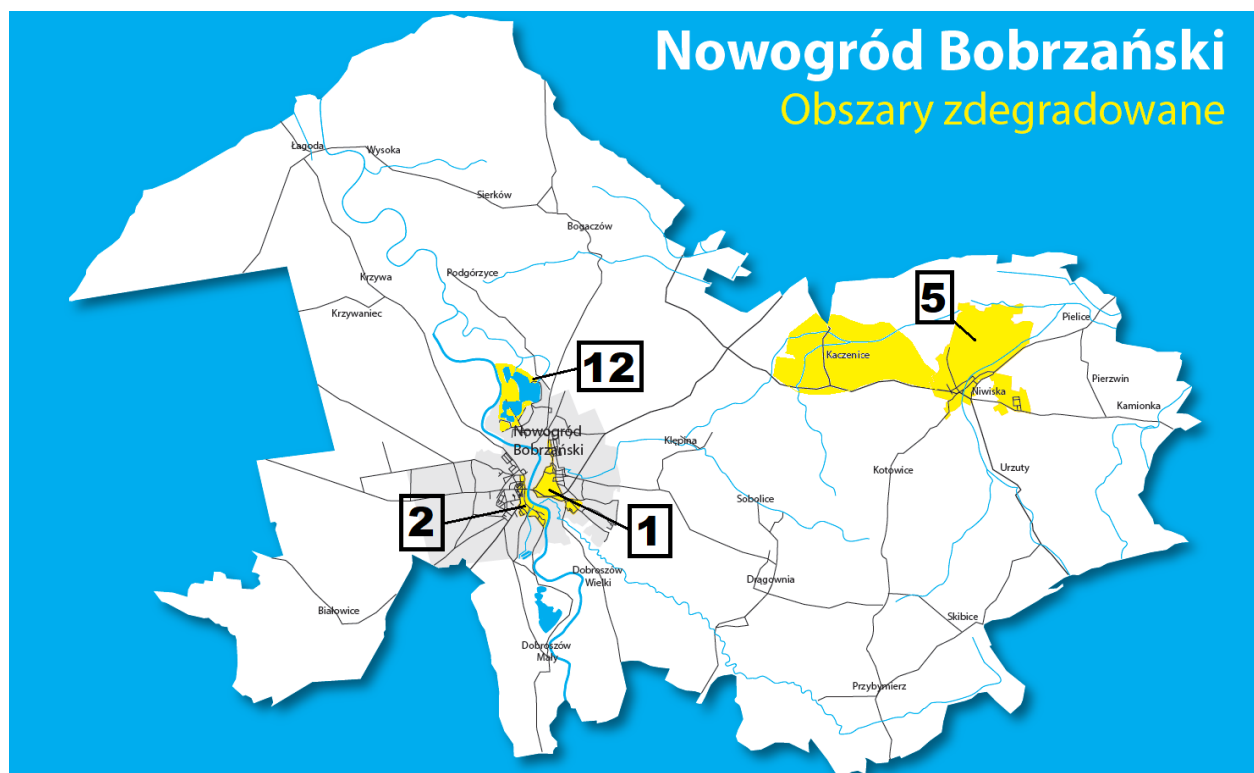 Nowogród Bobrzański
Obszary zdegradowane
Łagoda
Wysoka
Sierków
Bogaczów
Podgórzyce
Krzywa
Krzywaniec
5
Pielice
Kaczenice
12
Pierzwin
Niwiska
Kamionka
Nowogród
Bobrzański
Klępina
Kotowice
Urzuty
Sobolice
2
1
Dobroszów
Wielki
Drągownia
Białowice
Skibice
Dobroszów
Mały
Przybymierz